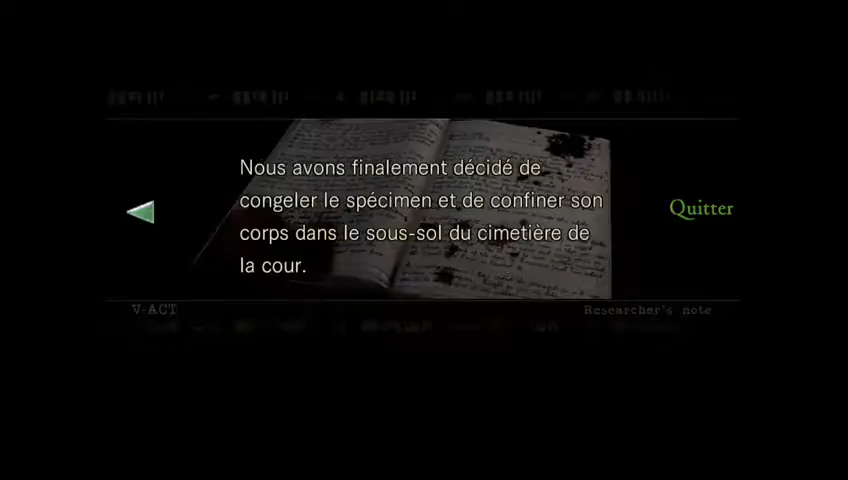 Nous avons finalement décidé de
congeler le spécimen et de confiner son
corps dans le sous-sol du cimetière de
la cour.
Quitter
V-ACT
Researcher's note